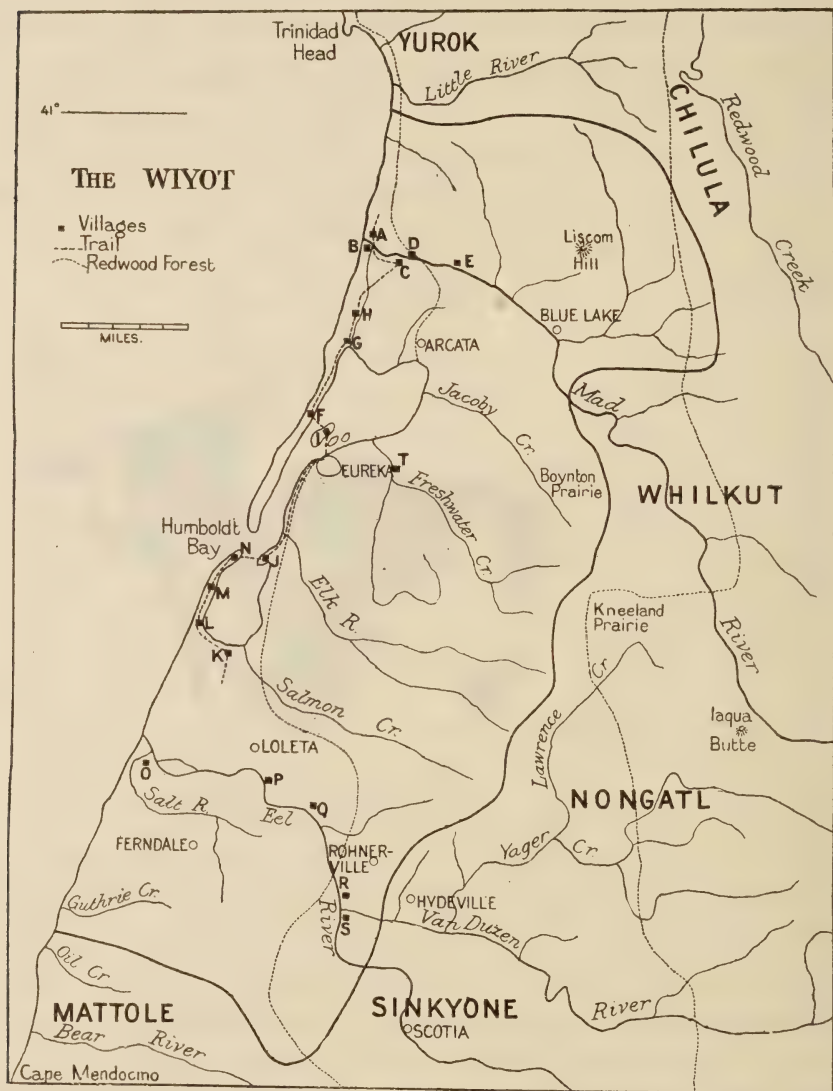 Trinidad
Head
YUROK
Little River
41°
CHILULA
Redwood
Creek
THE WIYOT
Villages
Trail
Redwood Forest
MILES.
A
B
C
D
E
Liscom
Hill
BLUE LAKE
H
G
ARCATA
Jacoby
Cr.
Mad
F
I
EUREKA
T
Freshwater
Cr.
Boynton
Prairie
WHILKUT
Humboldt
Bay
N
J
M
L
K
Elk R.
Kneeland
Prairie
River
Salmon
Cr.
Lawrence
Cr.
Iaqua
Butte
LOLETA
O
P
Q
Salt R.
Eel
NONGATL
FERNDALE
ROHNER-
VILLE
Yager
Cr.
R
S
HYDEVILLE
Van Duzen
River
Guthrie Cr.
River
Oil Cr.
MATTOLE
SINKYONE
SCOTIA
Bear River
Cape Mendocino